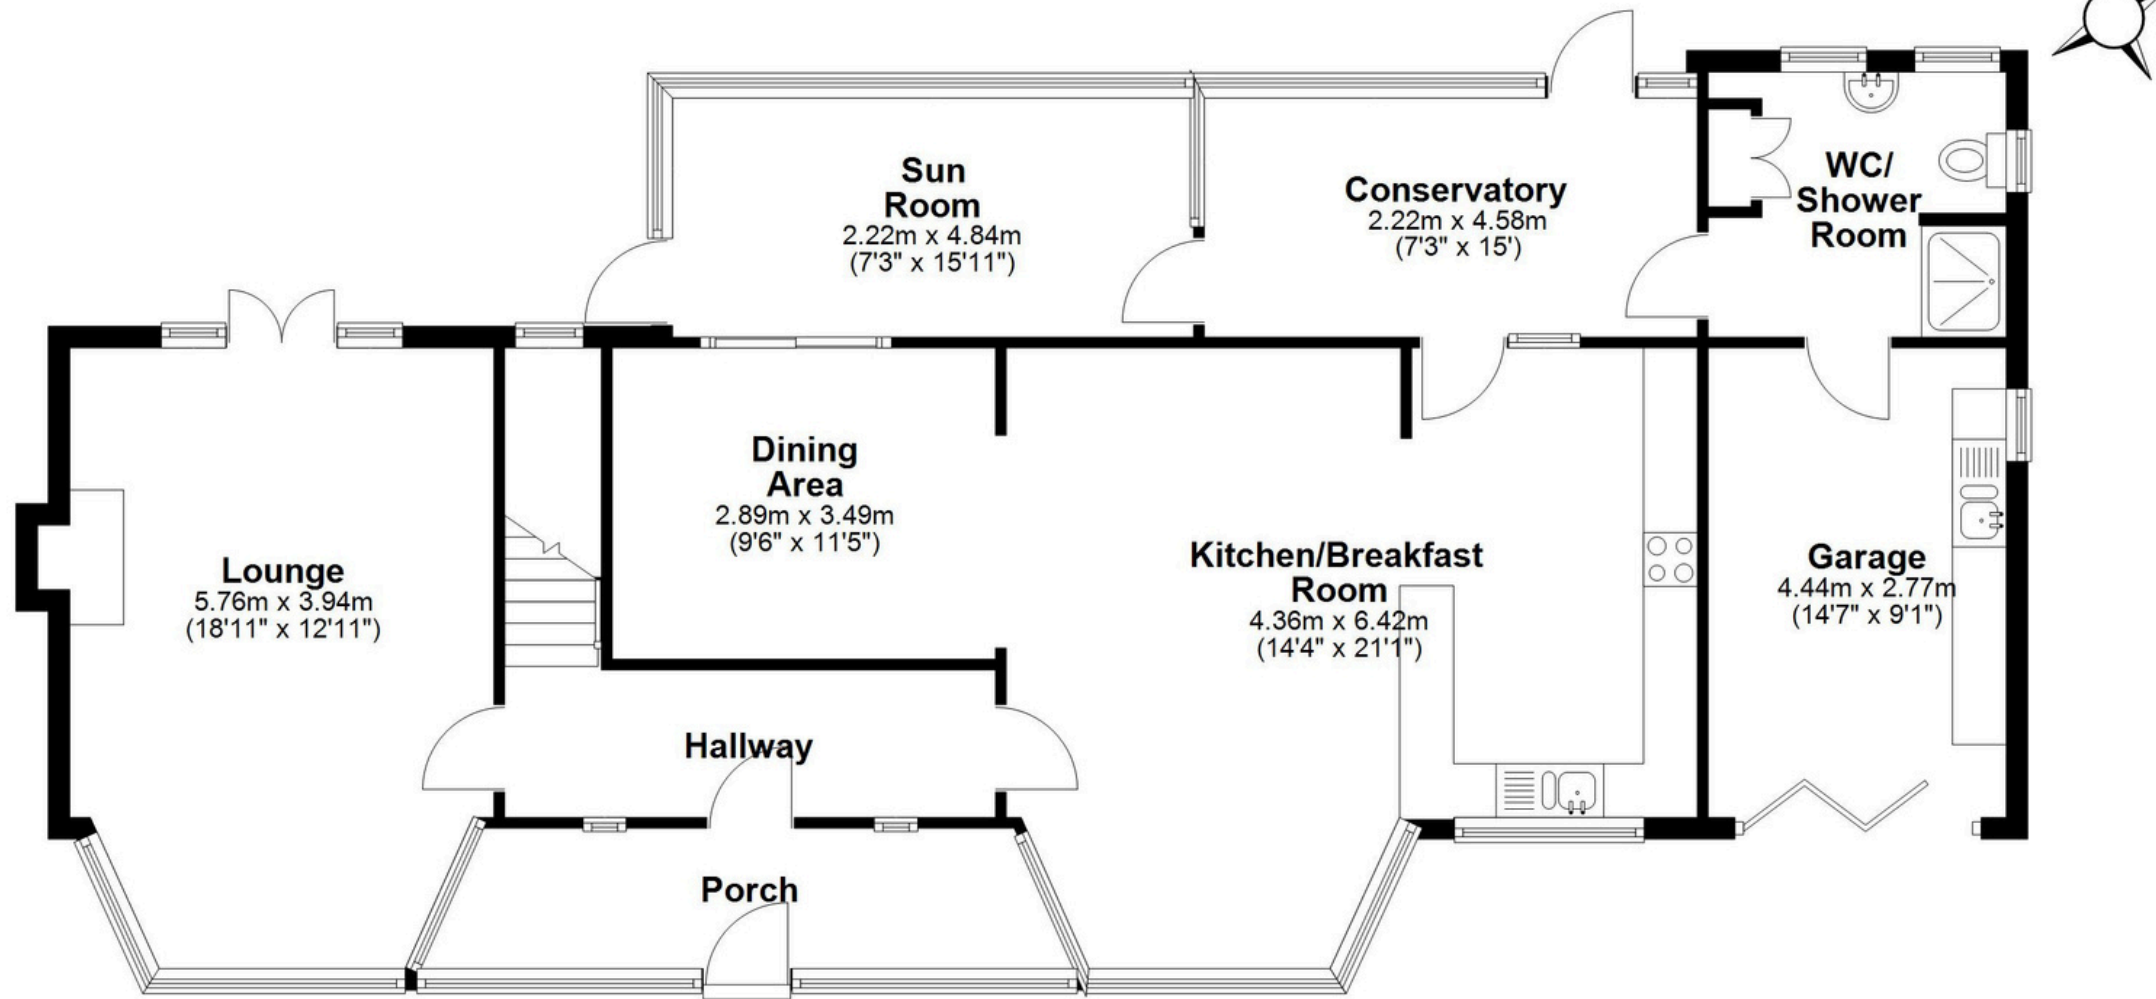 Sun
Room
2.22m x 4.84m
(7'3" x 15'11")
Conservatory
2.22m x 4.58m
(7'3" x 15')
WC/
Shower
Room
Dining
Area
2.89m x 3.49m
(9'6" x 11'5")
Lounge
5.76m x 3.94m
(18'11" x 12'11")
Kitchen/Breakfast
Room
4.36m x 6.42m
(14'4" x 21'1")
Garage
4.44m x 2.77m
(14'7" x 9'1")
Hallway
Porch